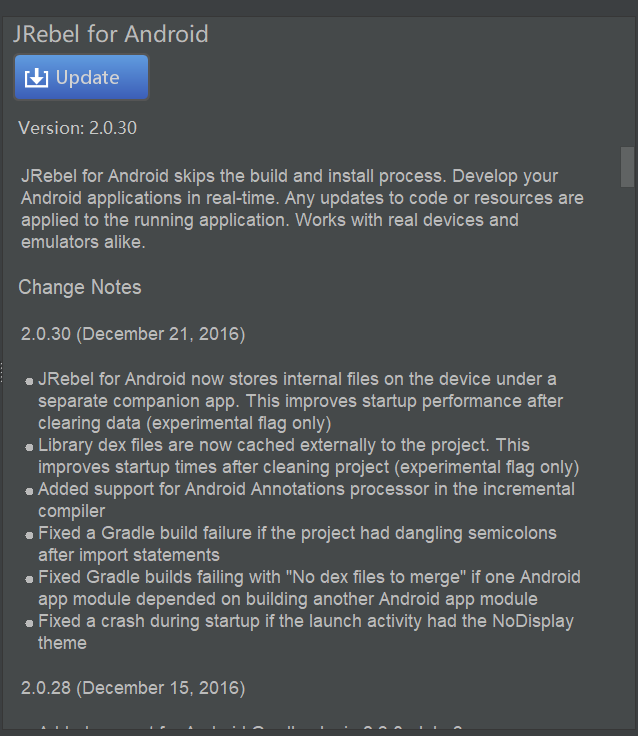 JRebel for Android
Update
Version: 2.0.30
JRebel for Android skips the build and install process. Develop your
Android applications in real-time. Any updates to code or resources are
applied to the running application. Works with real devices and
emulators alike.
Change Notes
2.0.30 (December 21, 2016)
JRebel for Android now stores internal files on the device under a
separate companion app. This improves startup performance after
clearing data (experimental flag only)
Library dex files are now cached externally to the project. This
improves startup times after cleaning project (experimental flag only)
Added support for Android Annotations processor in the incremental
compiler
Fixed a Gradle build failure if the project had dangling semicolons
after import statements
Fixed Gradle builds failing with "No dex files to merge" if one Android
app module depended on building another Android app module
Fixed a crash during startup if the launch activity had the NoDisplay
theme
2.0.28 (December 15, 2016)